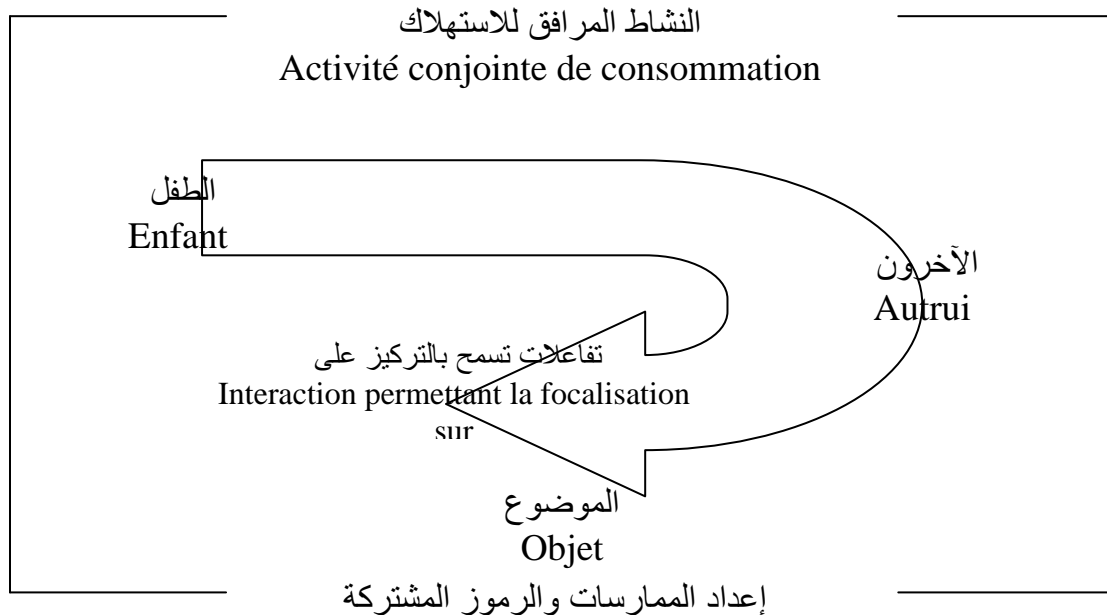 النشاط المرافق للاستهلاك
Activité conjointe de consommation
الطفل
Enfant
الآخرون
Autrui
تفاعلات تسمح بالتركيز على
Interaction permettant la focalisation
sur
الموضوع
Objet
إعداد الممارسات والرموز المشتركة